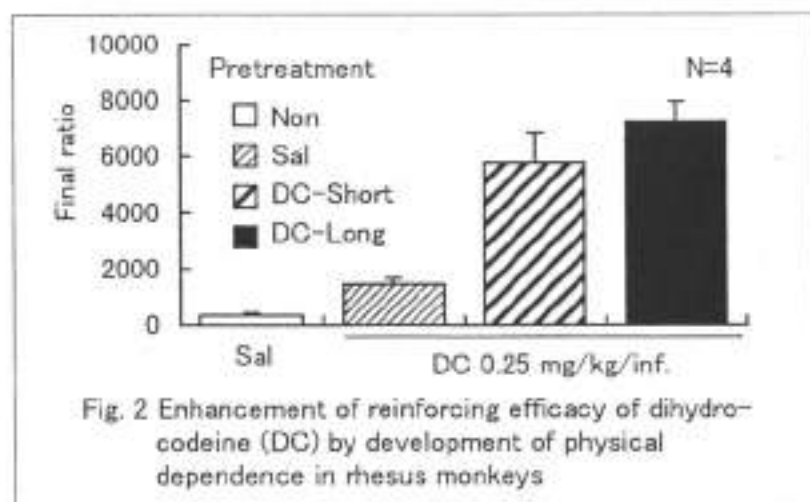 10000
8000
6000
4000
2000
0
Final ratio
Pretreatment
N=4
Non
Sal
DC-Short
DC-Long
Sal
DC 0.25 mg/kg/inf.
Fig. 2 Enhancement of reinforcing efficacy of dihydro-
codeine (DC) by development of physical
dependence in rhesus monkeys